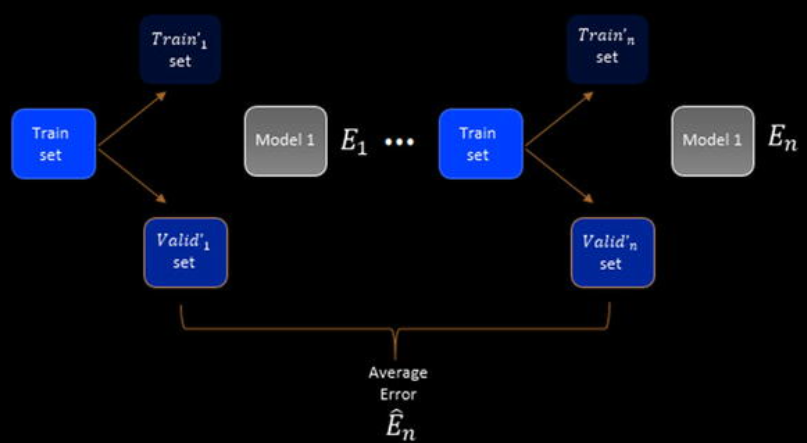 Train'₁
set
Train'ₙ
set
Train
set
Model 1
E₁ •••
Train
set
Model 1
Eₙ
Valid'₁
set
Valid'ₙ
set
Average
Error
Êₙ